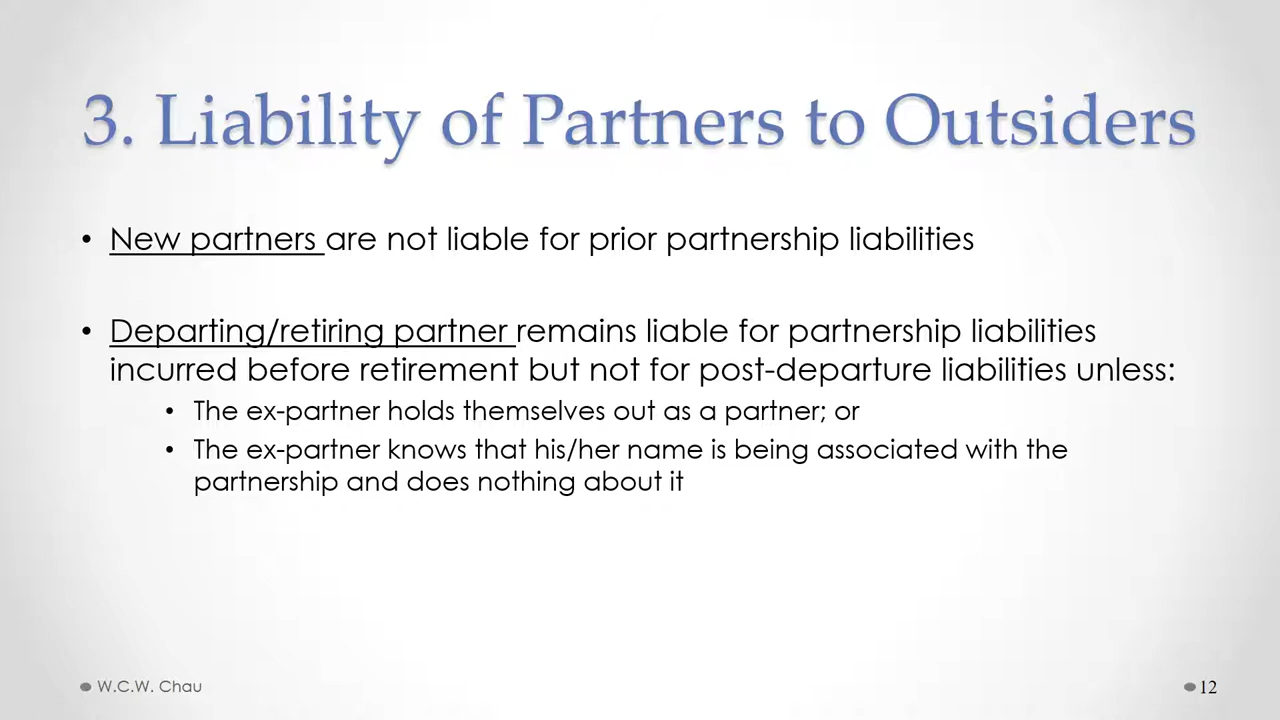 3. Liability of Partners to Outsiders
• New partners are not liable for prior partnership liabilities
• Departing/retiring partner remains liable for partnership liabilities
incurred before retirement but not for post-departure liabilities unless:
• The ex-partner holds themselves out as a partner; or
• The ex-partner knows that his/her name is being associated with the
partnership and does nothing about it
W.C.W. Chau
12